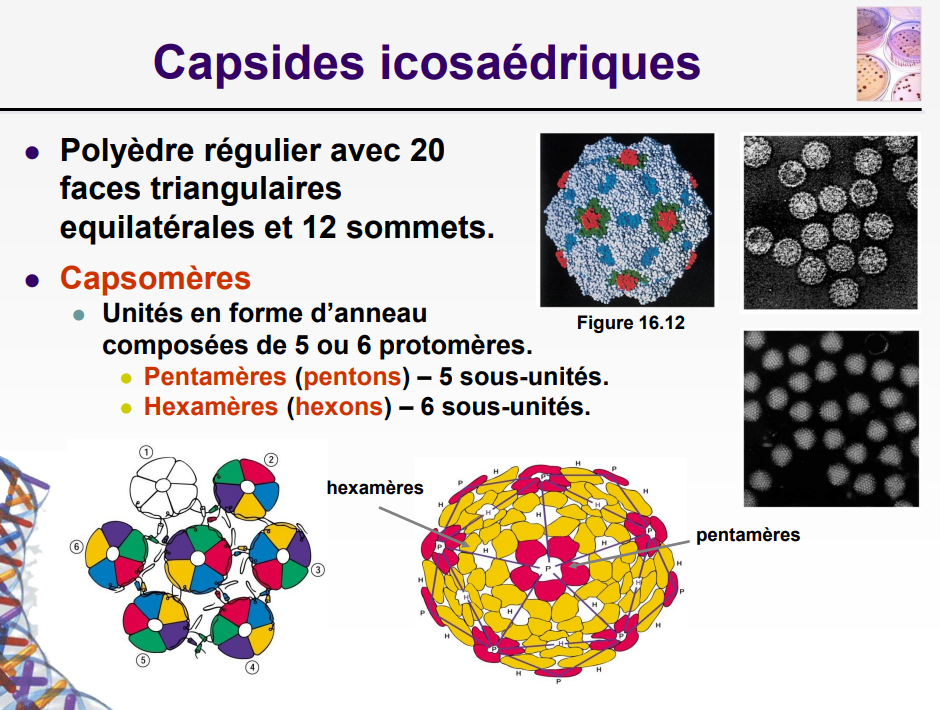 Capsides icosaédriques
Polyèdre régulier avec 20
faces triangulaires
equilatérales et 12 sommets.
Capsomères
Unités en forme d’anneau
composées de 5 ou 6 protomères.
Pentamères (pentons) – 5 sous-unités.
Hexamères (hexons) – 6 sous-unités.
Figure 16.12
1
2
3
4
5
6
hexamères
pentamères
H
P
H
P
H
P
H
H
P
H
P
H
H
P
H
P
H
H
H
P
H
H
P
H
P
P
H
H
H
P
H